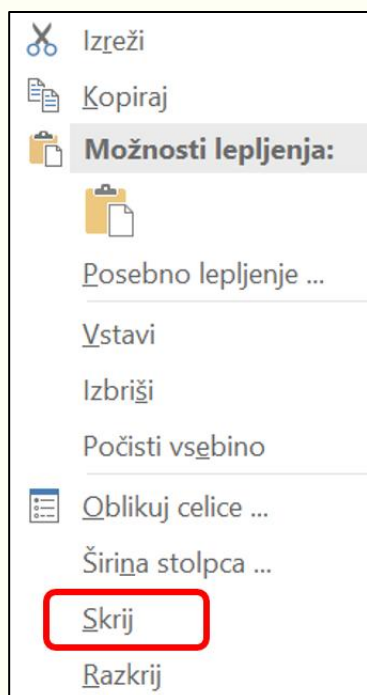 Izreži
Kopiraj
Možnosti lepljenja:
Posebno lepljenje ...
Vstavi
Izbriši
Počisti vsebino
Oblikuj celice ...
Širina stolpca ...
Skrij
Razkrij